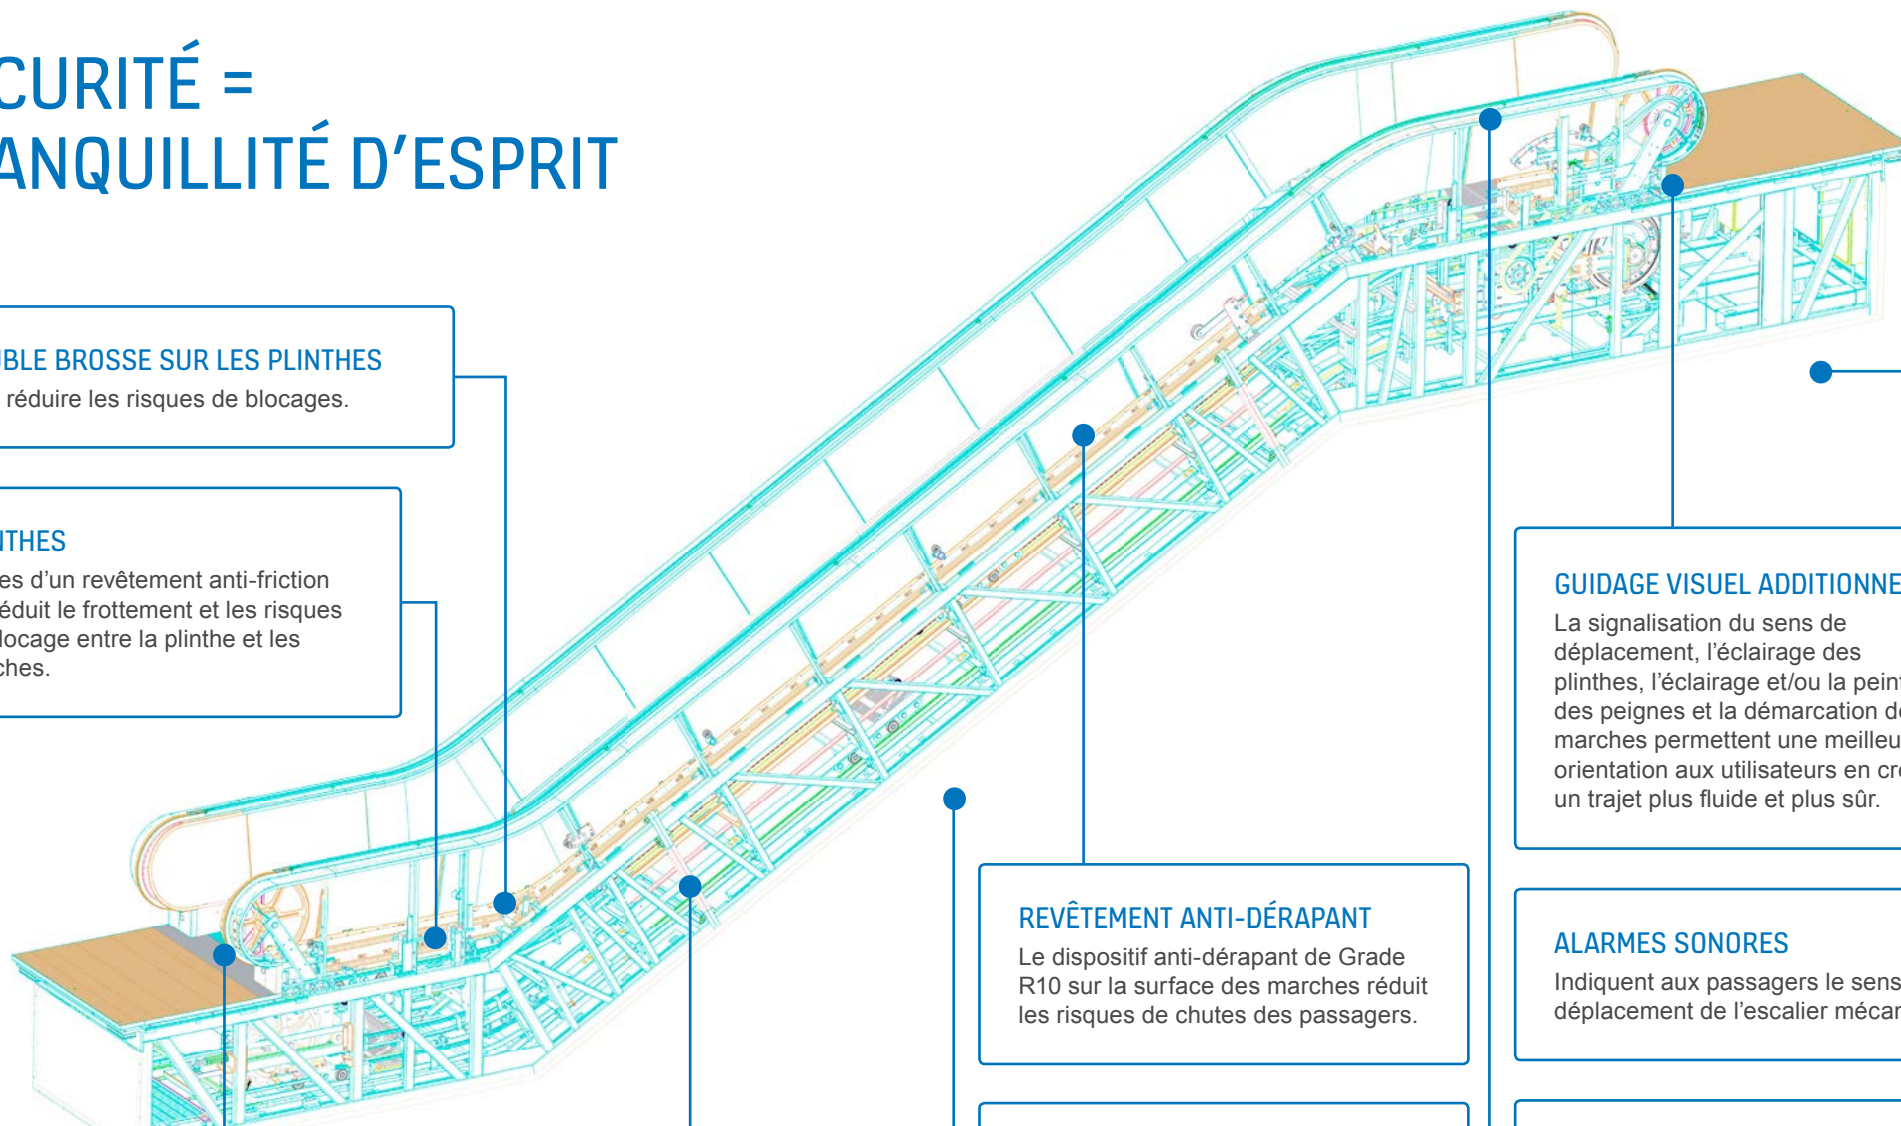 CURITÉ =
ANQUILLITÉ D'ESPRIT
BLE BROSSE SUR LES PLINTHES
réduire les risques de blocages.
NTHES
es d'un revêtement anti-friction
éduit le frottement et les risques
locage entre la plinthe et les
ches.
REVÊTEMENT ANTI-DÉRAPANT
Le dispositif anti-dérapant de Grade
R10 sur la surface des marches réduit
les risques de chutes des passagers.
GUIDAGE VISUEL ADDITIONNE
La signalisation du sens de
déplacement, l'éclairage des
plinthes, l'éclairage et/ou la pein
des peignes et la démarcation d
marches permettent une meilleu
orientation aux utilisateurs en cr
un trajet plus fluide et plus sûr.
ALARMES SONORES
Indiquent aux passagers le sens
déplacement de l'escalier mécan